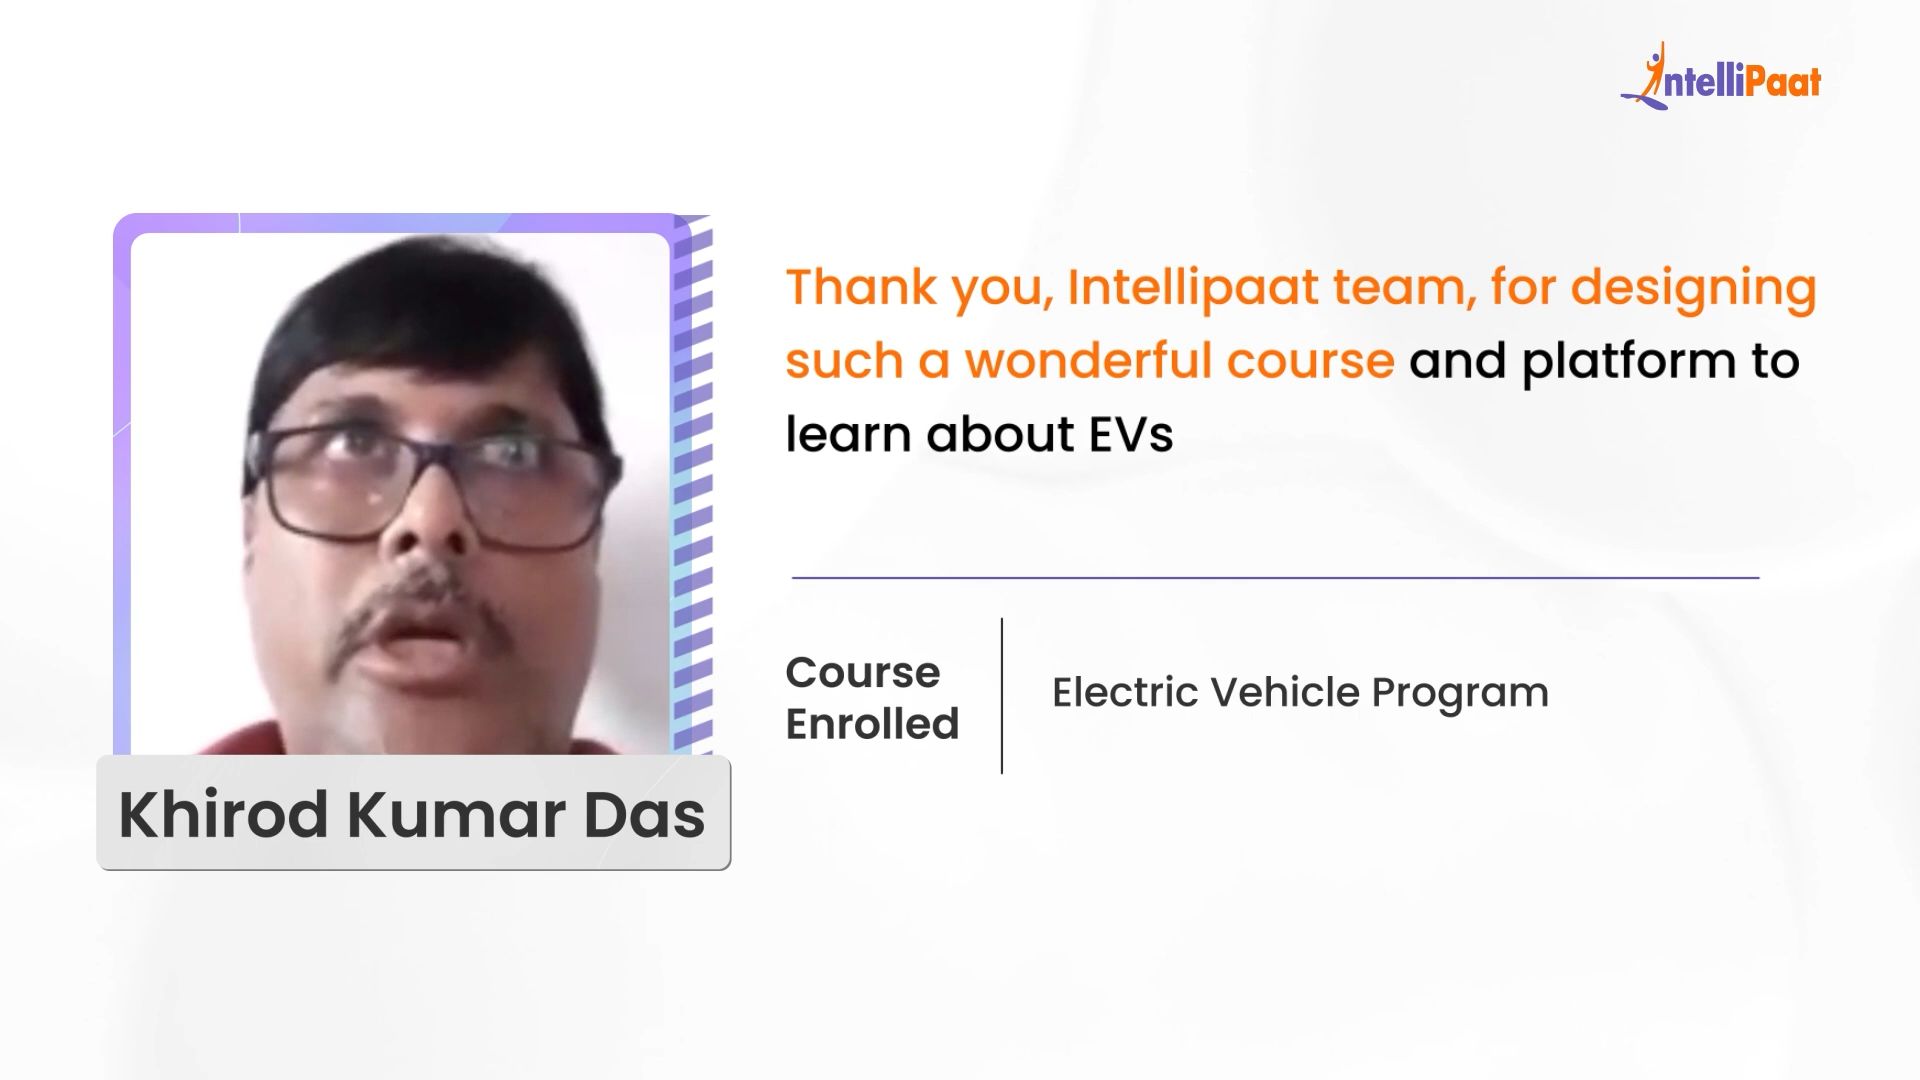 IntelliPaat
Thank you, Intellipaat team, for designing
such a wonderful course and platform to
learn about EVs
Course
Enrolled
Electric Vehicle Program
Khirod Kumar Das